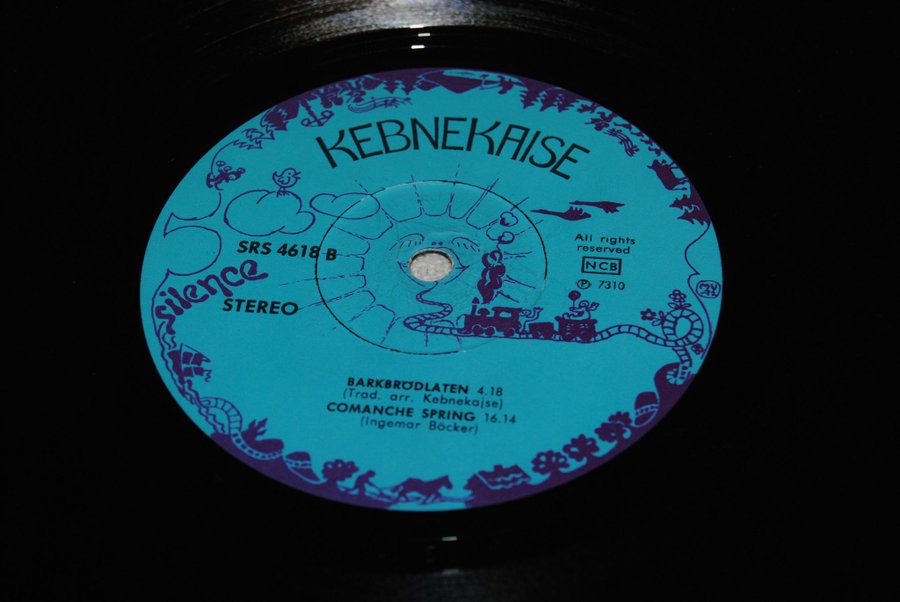 KEBNEKAISE
SRS 4618 B
silence
STEREO
All rights
reserved
NCB
Ⓟ 7310
BARKBRÖDLATEN 4.18
(Trad. arr. Kebnekajse)
COMANCHE SPRING 16.14
(Ingemar Böcker)